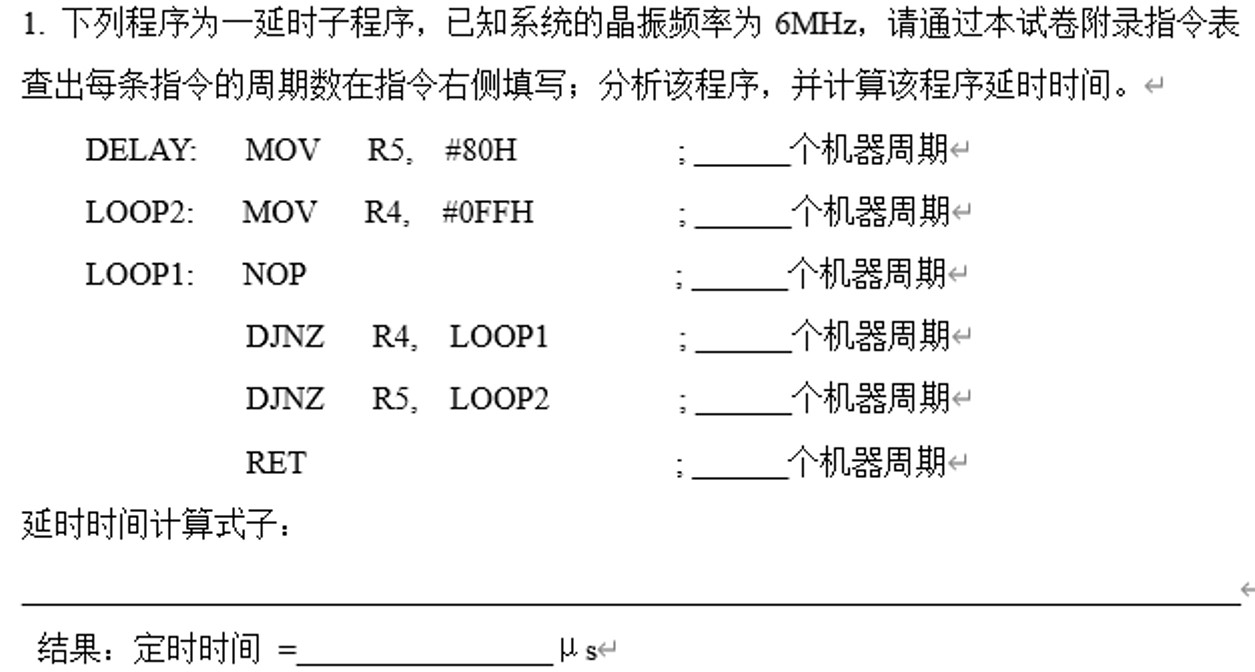 1. 下列程序为一延时子程序，已知系统的晶振频率为 6MHz，请通过本试卷附录指令表
查出每条指令的周期数在指令右侧填写；分析该程序，并计算该程序延时时间。↵
DELAY: MOV R5, #80H ;______个机器周期↵
LOOP2: MOV R4, #0FFH ;______个机器周期↵
LOOP1: NOP ;______个机器周期↵
DJNZ R4, LOOP1 ;______个机器周期↵
DJNZ R5, LOOP2 ;______个机器周期↵
RET ;______个机器周期↵
延时时间计算式子：
↵
结果：定时时间 =________________μs↵